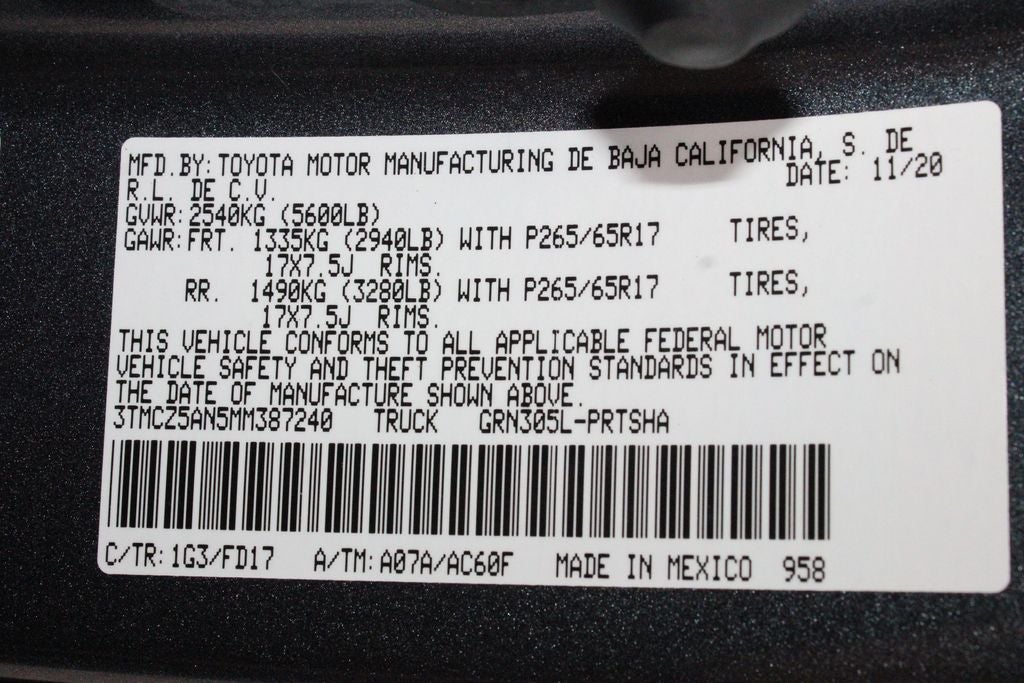 MFD.BY: TOYOTA MOTOR MANUFACTURING DE BAJA CALIFORNIA, S. DE
R.L. DE C.V. DATE: 11/20
GVWR: 2540KG (5600LB)
GAWR: FRT. 1335KG (2940LB) WITH P265/65R17 TIRES,
17X7.5J RIMS.
RR. 1490KG (3280LB) WITH P265/65R17 TIRES,
17X7.5J RIMS.
THIS VEHICLE CONFORMS TO ALL APPLICABLE FEDERAL MOTOR
VEHICLE SAFETY AND THEFT PREVENTION STANDARDS IN EFFECT ON
THE DATE OF MANUFACTURE SHOWN ABOVE.
3TMCZ5AN5MM387240 TRUCK GRN305L-PRTSHA
C/TR: 1G3/FD17 A/TM: A07A/AC60F MADE IN MEXICO 958